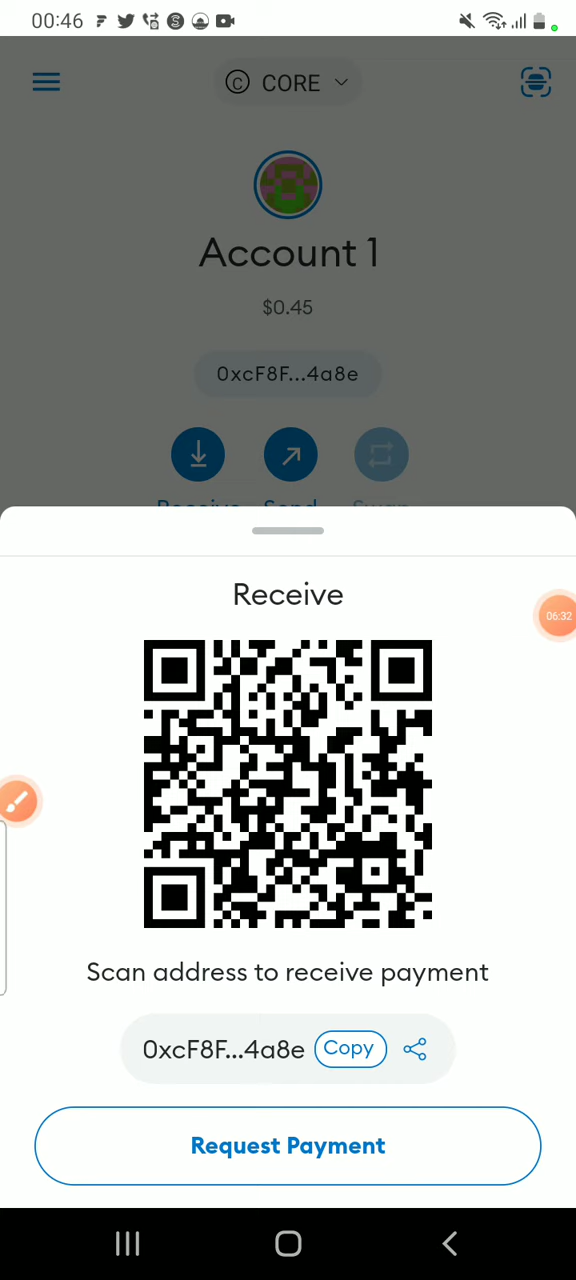 00:46
CORE
Account 1
$0.45
0xcF8F...4a8e
Receive Send Swap
Receive
06:32
Scan address to receive payment
0xcF8F...4a8e Copy
Request Payment